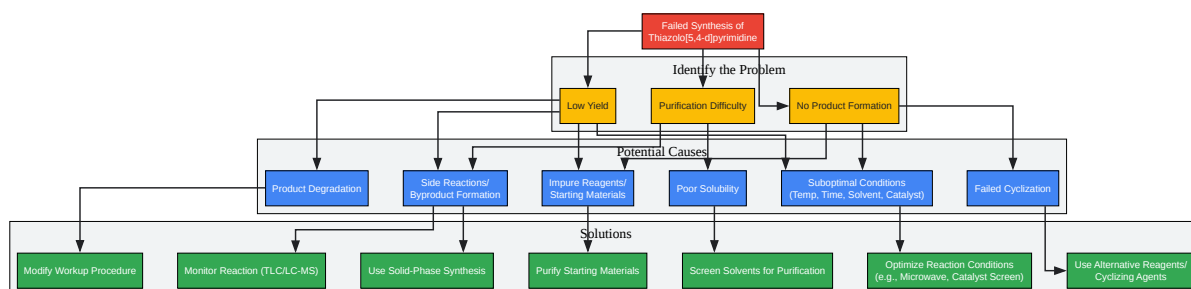 Failed Synthesis of
Thiazolo[5,4-d]pyrimidine
Identify the Problem
Low Yield
Purification Difficulty
No Product Formation
Potential Causes
Product Degradation
Side Reactions/
Byproduct Formation
Impure Reagents/
Starting Materials
Poor Solubility
Suboptimal Conditions
(Temp, Time, Solvent, Catalyst)
Failed Cyclization
Solutions
Modify Workup Procedure
Monitor Reaction (TLC/LC-MS)
Use Solid-Phase Synthesis
Purify Starting Materials
Screen Solvents for Purification
Optimize Reaction Conditions
(e.g., Microwave, Catalyst Screen)
Use Alternative Reagents/
Cyclizing Agents